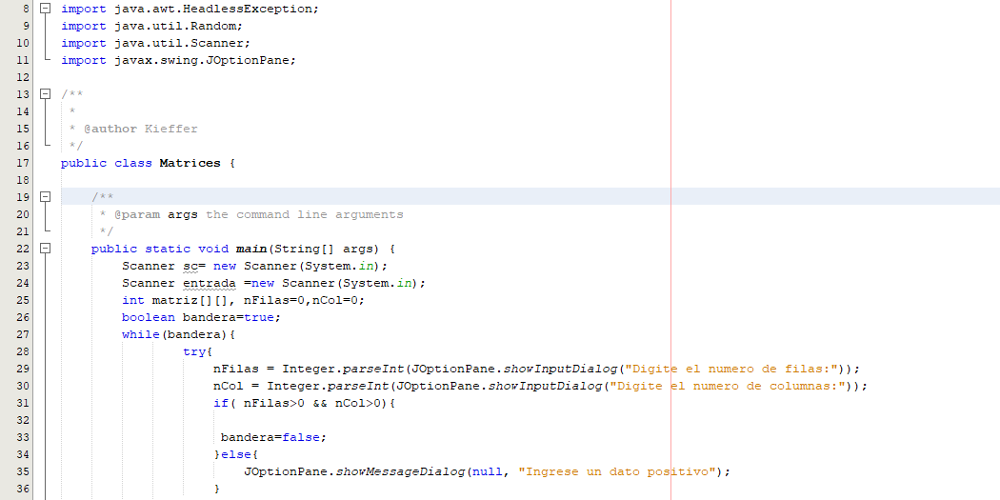 8 import java.awt.HeadlessException;
9 import java.util.Random;
10 import java.util.Scanner;
11 import javax.swing.JOptionPane;
12
13 /**
14 *
15 * @author Kieffer
16 */
17 public class Matrices {
18
19 /**
20 * @param args the command line arguments
21 */
22 public static void main(String[] args) {
23 Scanner sc= new Scanner(System.in);
24 Scanner entrada =new Scanner(System.in);
25 int matriz[][], nFilas=0,nCol=0;
26 boolean bandera=true;
27 while(bandera){
28 try{
29 nFilas = Integer.parseInt(JOptionPane.showInputDialog("Digite el numero de filas:"));
30 nCol = Integer.parseInt(JOptionPane.showInputDialog("Digite el numero de columnas:"));
31 if( nFilas>0 && nCol>0){
32
33 bandera=false;
34 }else{
35 JOptionPane.showMessageDialog(null, "Ingrese un dato positivo");
36 }